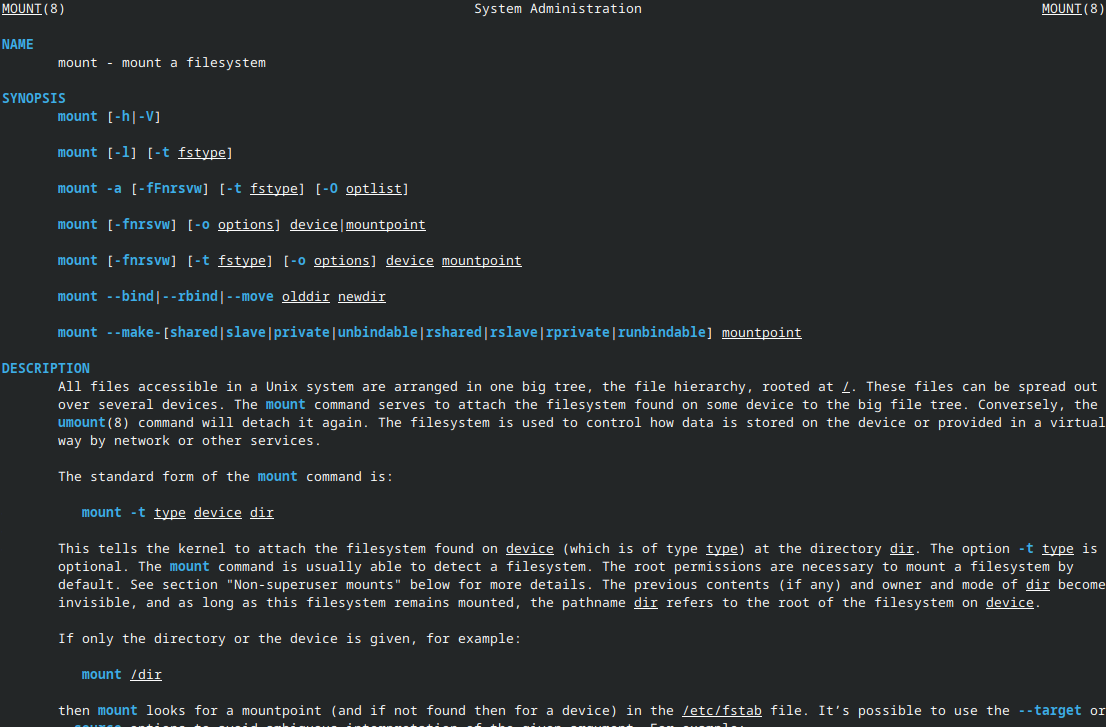 MOUNT(8) System Administration MOUNT(8)
NAME
mount - mount a filesystem
SYNOPSIS
mount [-h|-V]
mount [-l] [-t fstype]
mount -a [-fFnrsvw] [-t fstype] [-O optlist]
mount [-fnrsvw] [-o options] device|mountpoint
mount [-fnrsvw] [-t fstype] [-o options] device mountpoint
mount --bind|--rbind|--move olddir newdir
mount --make-[shared|slave|private|unbindable|rshared|rslave|rprivate|runbindable] mountpoint
DESCRIPTION
All files accessible in a Unix system are arranged in one big tree, the file hierarchy, rooted at /. These files can be spread out
over several devices. The mount command serves to attach the filesystem found on some device to the big file tree. Conversely, the
umount(8) command will detach it again. The filesystem is used to control how data is stored on the device or provided in a virtual
way by network or other services.
The standard form of the mount command is:
mount -t type device dir
This tells the kernel to attach the filesystem found on device (which is of type type) at the directory dir. The option -t type is
optional. The mount command is usually able to detect a filesystem. The root permissions are necessary to mount a filesystem by
default. See section "Non-superuser mounts" below for more details. The previous contents (if any) and owner and mode of dir become
invisible, and as long as this filesystem remains mounted, the pathname dir refers to the root of the filesystem on device.
If only the directory or the device is given, for example:
mount /dir
then mount looks for a mountpoint (and if not found then for a device) in the /etc/fstab file. It’s possible to use the --target or
--source options to avoid ambiguous interpretation of the given argument. For example: